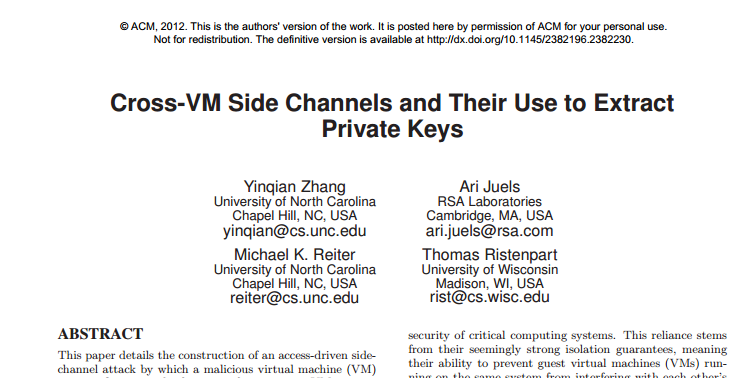 © ACM, 2012. This is the authors' version of the work. It is posted here by permission of ACM for your personal use.
Not for redistribution. The definitive version is available at http://dx.doi.org/10.1145/2382196.2382230.
Cross-VM Side Channels and Their Use to Extract
Private Keys
Yinqian Zhang
University of North Carolina
Chapel Hill, NC, USA
yinqian@cs.unc.edu
Ari Juels
RSA Laboratories
Cambridge, MA, USA
ari.juels@rsa.com
Michael K. Reiter
University of North Carolina
Chapel Hill, NC, USA
reiter@cs.unc.edu
Thomas Ristenpart
University of Wisconsin
Madison, WI, USA
rist@cs.wisc.edu
ABSTRACT
This paper details the construction of an access-driven side-
channel attack by which a malicious virtual machine (VM)
security of critical computing systems. This reliance stems
from their seemingly strong isolation guarantees, meaning
their ability to prevent guest virtual machines (VMs) run-
ning on the same system from interfering with each other's